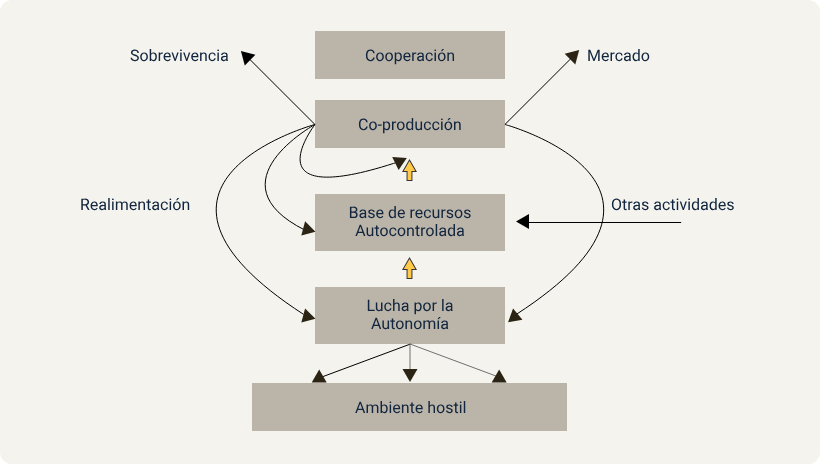 Sobrevivencia
Cooperación
Mercado
Co-producción
Realimentación
Base de recursos
Autocontrolada
Otras actividades
Lucha por la
Autonomía
Ambiente hostil